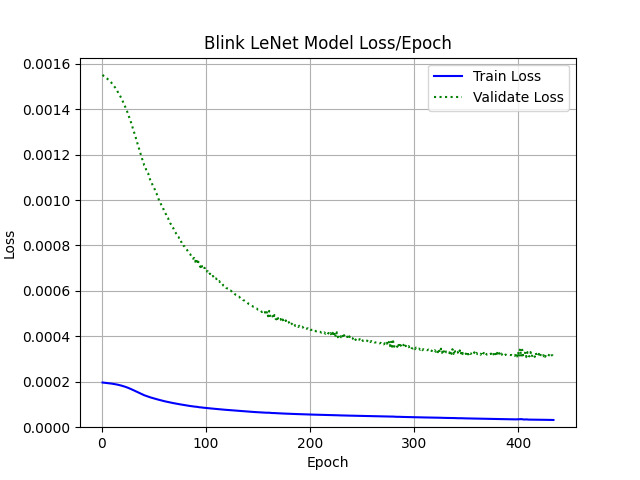 Blink LeNet Model Loss/Epoch
0.0016
0.0014
0.0012
0.0010
0.0008
0.0006
0.0004
0.0002
0.0000
Loss
Train Loss
Validate Loss
0
100
200
300
400
Epoch